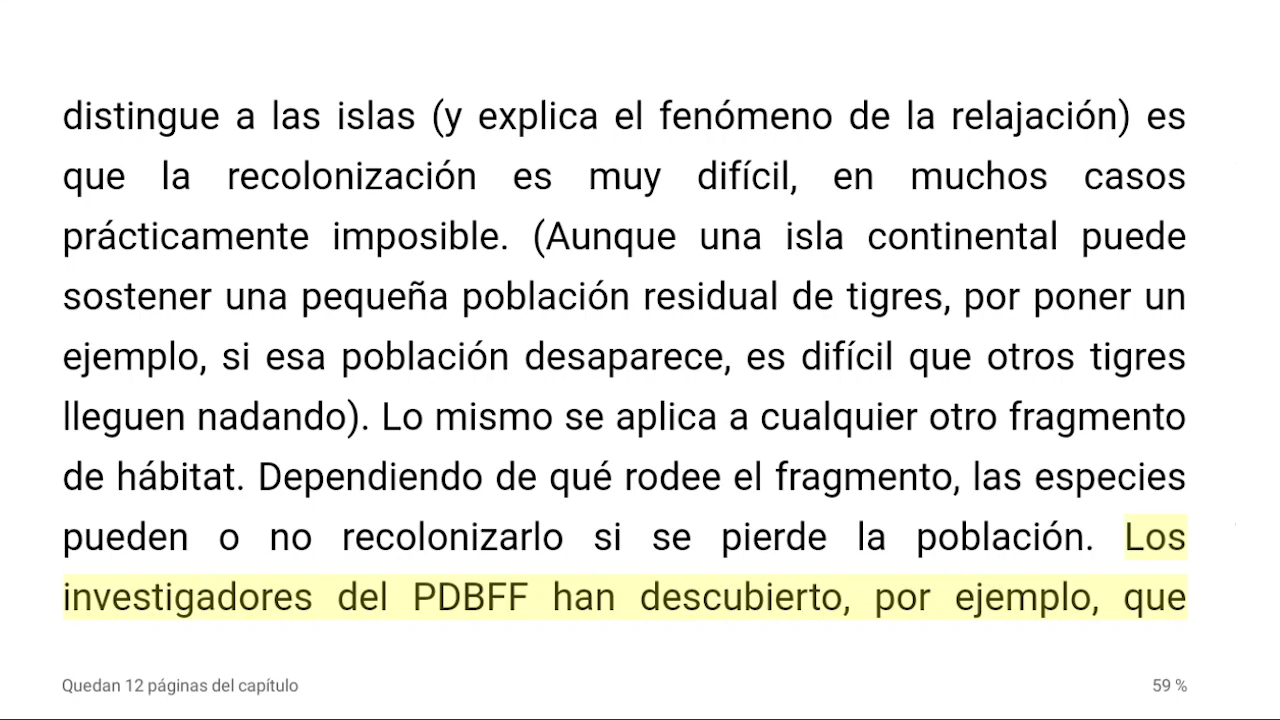 distingue a las islas (y explica el fenómeno de la relajación) es
que la recolonización es muy difícil, en muchos casos
prácticamente imposible. (Aunque una isla continental puede
sostener una pequeña población residual de tigres, por poner un
ejemplo, si esa población desaparece, es difícil que otros tigres
lleguen nadando). Lo mismo se aplica a cualquier otro fragmento
de hábitat. Dependiendo de qué rodee el fragmento, las especies
pueden o no recolonizarlo si se pierde la población. Los
investigadores del PDBFF han descubierto, por ejemplo, que
Quedan 12 páginas del capítulo
59 %